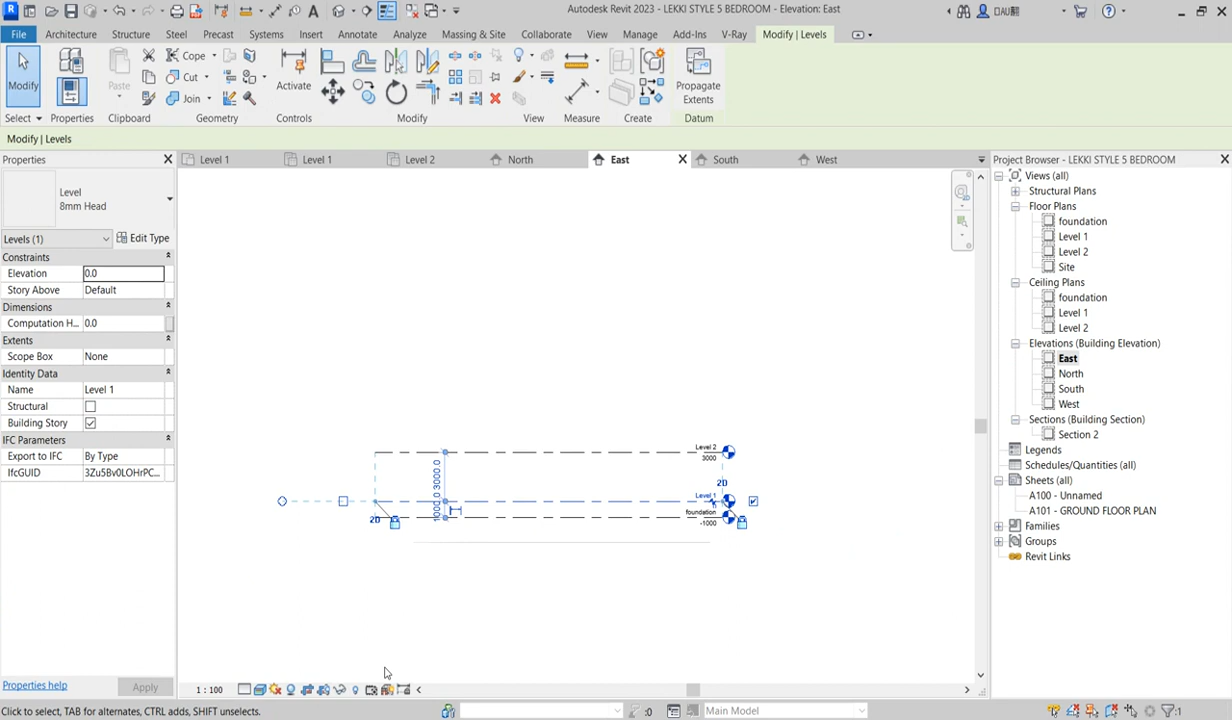 Autodesk Revit 2023 - LEKKI STYLE 5 BEDROOM - Elevation: East
File Architecture Structure Steel Precast Systems Insert Annotate Analyze Massing & Site Collaborate View Manage Add-Ins V-Ray Modify | Levels
Cope
Cut
Join
Modify Properties Paste Activate Propagate Extents
Select Properties Clipboard Geometry Controls Modify View Measure Create Datum
Modify | Levels
Properties
Level 1 Level 1 Level 2 North East South West
Project Browser - LEKKI STYLE 5 BEDROOM
Level
8mm Head
Levels (1) Edit Type
Constraints
Elevation 0.0
Story Above Default
Dimensions
Computation H... 0.0
Extents
Scope Box None
Identity Data
Name Level 1
Structural
Building Story
IFC Parameters
Export to IFC By Type
IfcGUID 3Zu5Bv0LOHrPC...
Properties help Apply
Level 2
3000
3000.0
2D
Level 1
1000.0
foundation
-1000
2D
Views (all)
Structural Plans
Floor Plans
foundation
Level 1
Level 2
Site
Ceiling Plans
foundation
Level 1
Level 2
Elevations (Building Elevation)
East
North
South
West
Sections (Building Section)
Section 2
Legends
Schedules/Quantities (all)
Sheets (all)
A100 - Unnamed
A101 - GROUND FLOOR PLAN
Families
Groups
Revit Links
1 : 100
Click to select, TAB for alternates, CTRL adds, SHIFT unselects.
:0
Main Model
:1